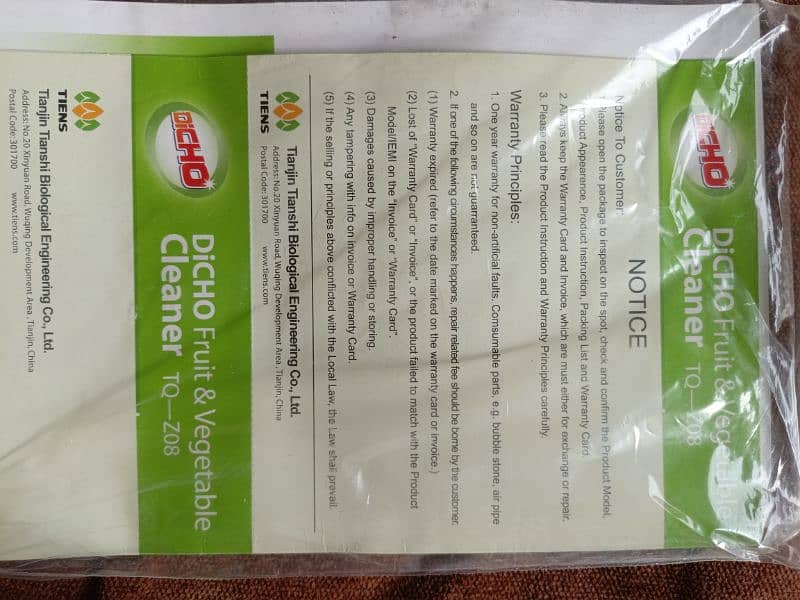 DiCHO
DiCHO Fruit & Vegetable
Cleaner TQ—Z08
NOTICE
Notice To Customer:
1. Please open the package to inspect on the spot, check and confirm the Product Model,
Product Appearence, Product Instruction, Packing List and Warranty Card.
2. Always keep the Warranty Card and Invoice, which are must either for exchange or repair.
3. Please read the Product Instruction and Warranty Principles carefully.
Warranty Principles:
1. One year warranty for non-artificial faults. Comsumable parts, e.g. bubble stone, air pipe
and so on are not guarranteed.
2. If one of the following circumstances happens, repair related fee should be borne by the customer.
(1) Warranty expired (refer to the date marked on the warranty card or invoice.)
(2) Lost of "Warranty Card" or "Invoice", or the product failed to match with the Product
Model/IEMI on the "Invoice" or "Warranty Card".
(3) Damages caused by improper handling or storing.
(4) Any tampering with info on invoice or Warranty Card.
(5) If the selling or principles above conflicted with the Local Law, the Law shall prevail.
TIENS
Tianjin Tianshi Biological Engineering Co., Ltd.
Address: No.20 Xinyuan Road, Wuqing Development Area , Tianjin, China
Postal Code: 301700 www.tiens.com
DiCHO
DiCHO Fruit & Vegetable
Cleaner TQ—Z08
TIENS
Tianjin Tianshi Biological Engineering Co., Ltd.
Address: No.20 Xinyuan Road, Wuqing Development Area , Tianjin, China
Postal Code: 301700 www.tiens.com